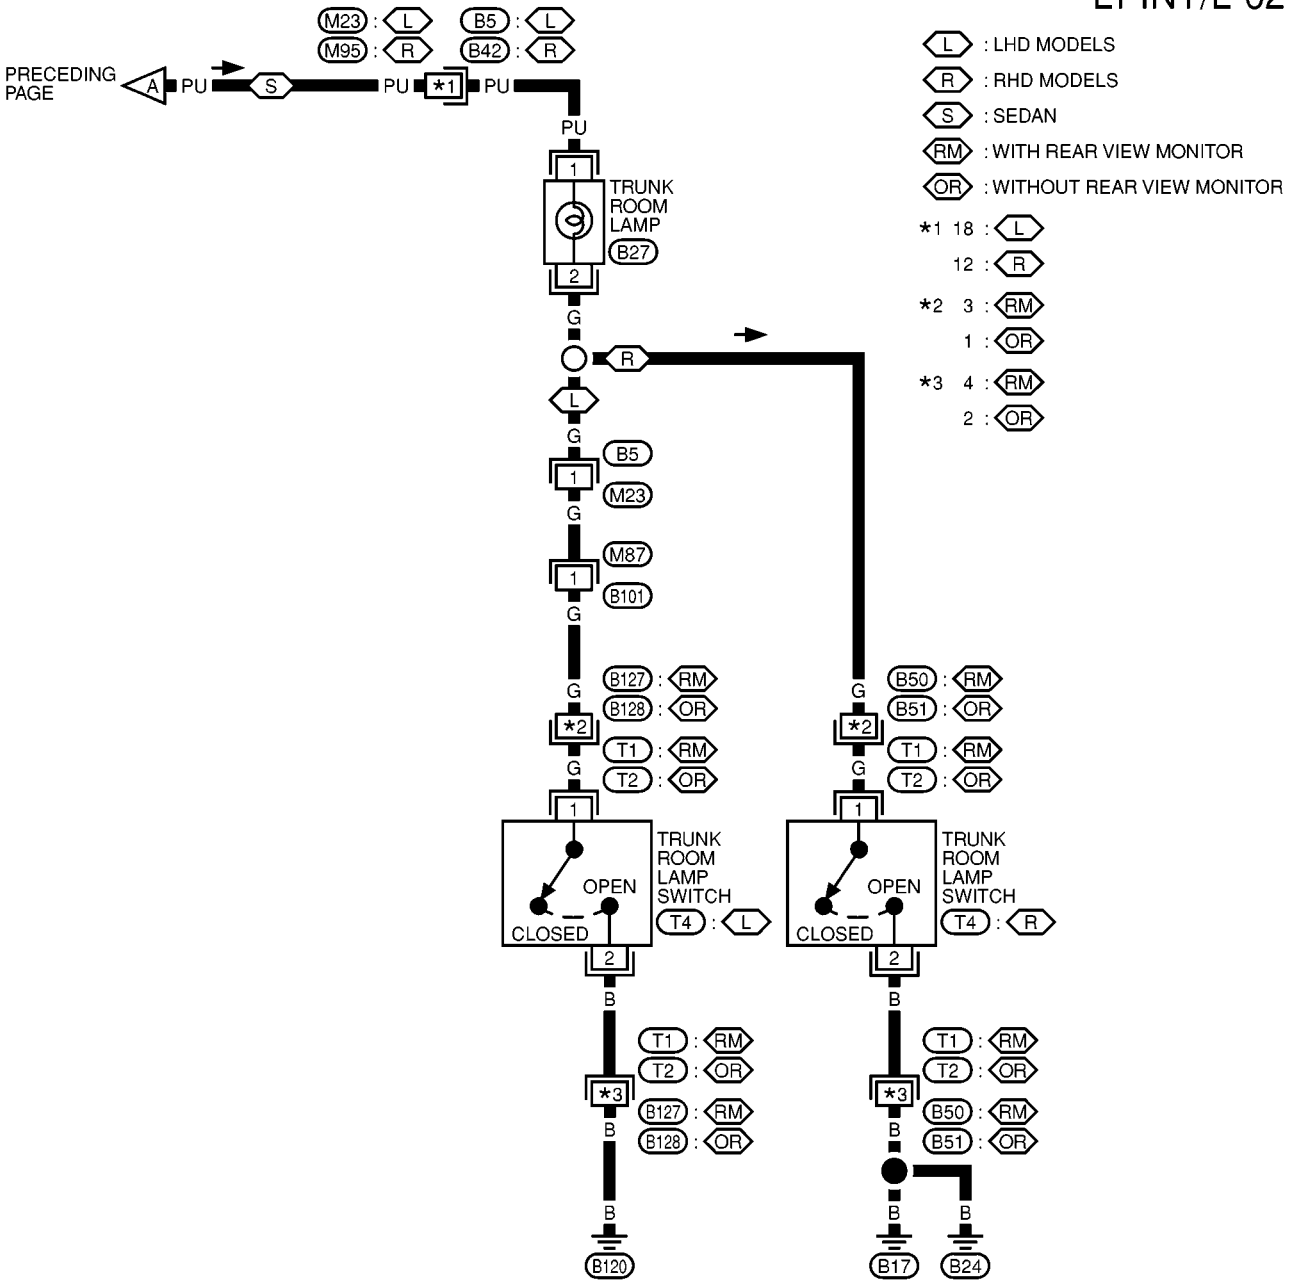 M23 : L B5 : L
M95 : R B42 : R
PRECEDING
PAGE
A PU S PU *1 PU
L : LHD MODELS
R : RHD MODELS
S : SEDAN
RM : WITH REAR VIEW MONITOR
OR : WITHOUT REAR VIEW MONITOR
*1 18 : L
12 : R
*2 3 : RM
1 : OR
*3 4 : RM
2 : OR
PU
1
TRUNK
ROOM
LAMP
B27
2
G
R
L
G
B5
1
M23
G
M87
1
B101
G
B127 : RM
G
B128 : OR
*2
T1 : RM
G
T2 : OR
1
TRUNK
ROOM
LAMP
SWITCH
OPEN
CLOSED
T4 : L
2
B
T1 : RM
T2 : OR
*3
B127 : RM
B
B128 : OR
B
B120
B50 : RM
G
B51 : OR
*2
T1 : RM
G
T2 : OR
1
TRUNK
ROOM
LAMP
SWITCH
OPEN
CLOSED
T4 : R
2
B
T1 : RM
T2 : OR
*3
B50 : RM
B
B51 : OR
B B
B17 B24